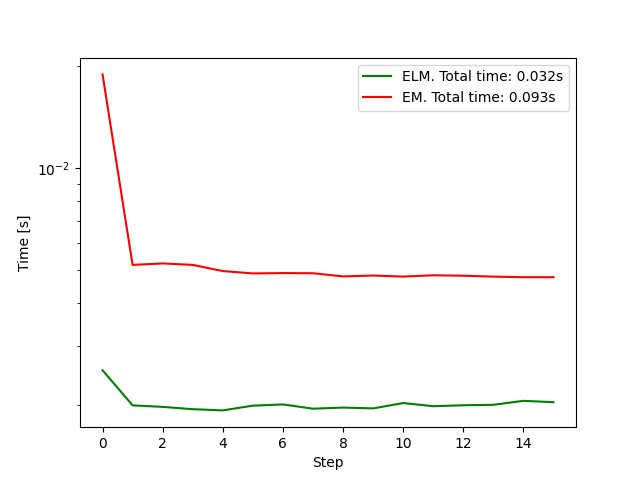 ELM. Total time: 0.032s
EM. Total time: 0.093s
10⁻²
Time [s]
0 2 4 6 8 10 12 14
Step